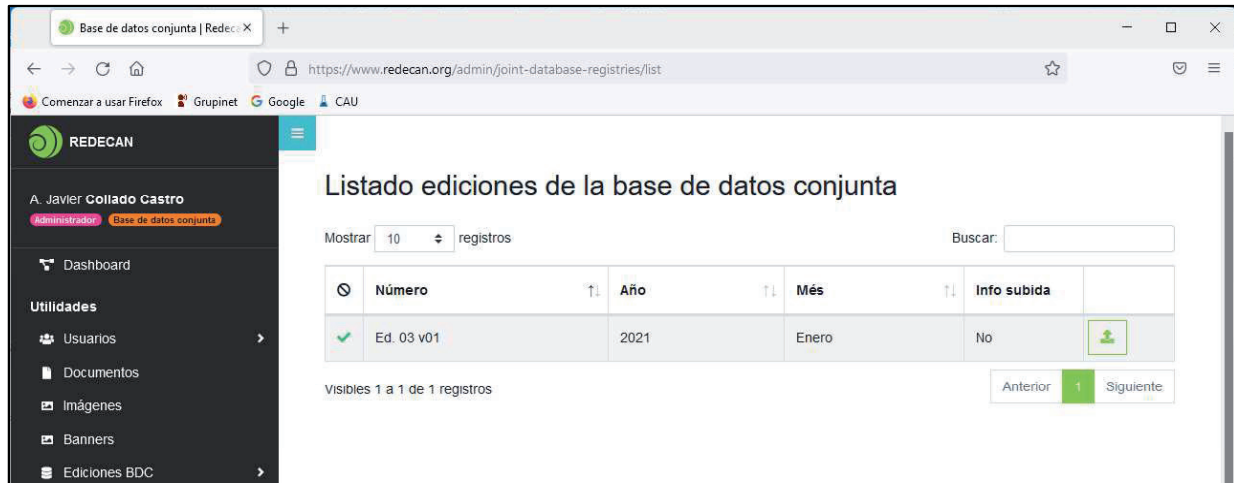 Base de datos conjunta | Redeca
https://www.redecan.org/admin/joint-database-registries/list
Comenzar a usar Firefox Grupinet Google CAU
REDECAN
A. Javier Collado Castro
Administrador Base de datos conjunta
Dashboard
Utilidades
Usuarios
Documentos
Imágenes
Banners
Ediciones BDC
Listado ediciones de la base de datos conjunta
Mostrar 10 registros Buscar:
Número Año Més Info subida
Ed. 03 v01 2021 Enero No
Visibles 1 a 1 de 1 registros Anterior 1 Siguiente